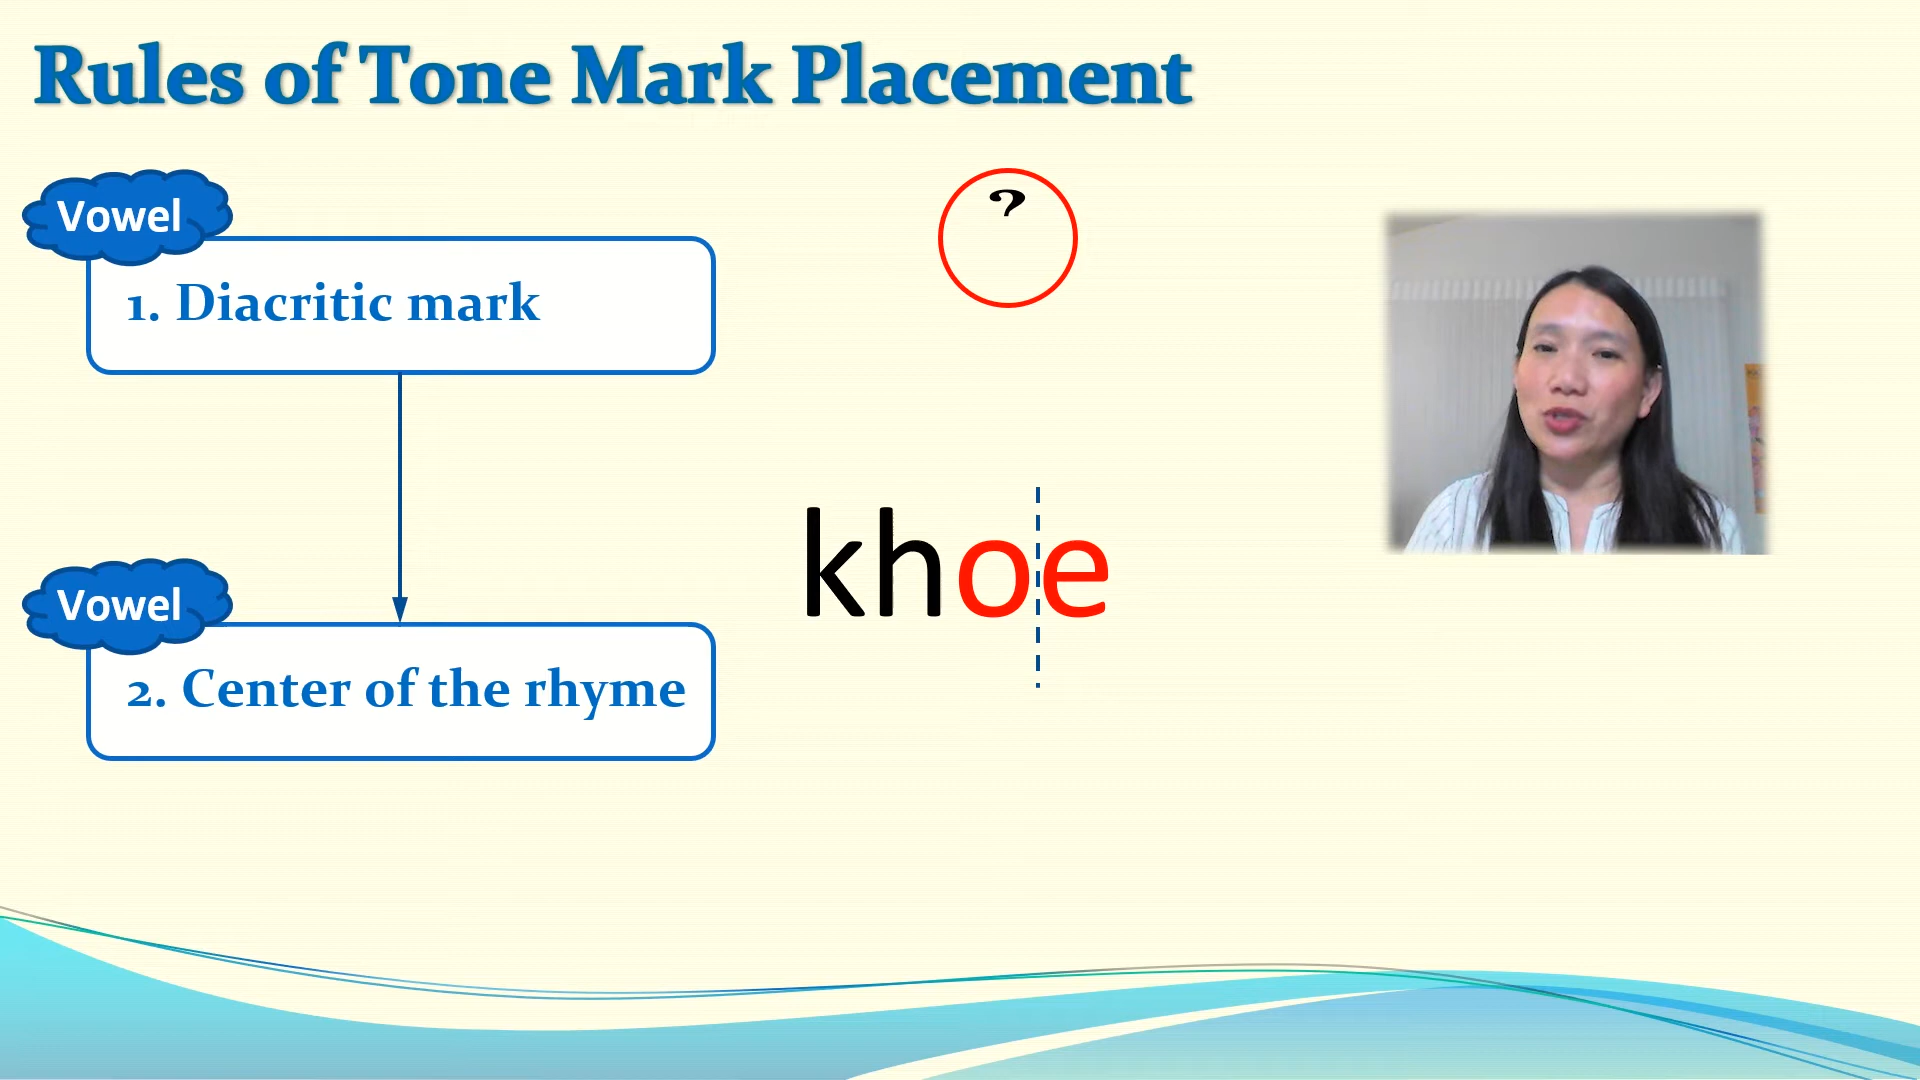 Rules of Tone Mark Placement
Vowel
1. Diacritic mark
?
khoe
Vowel
2. Center of the rhyme